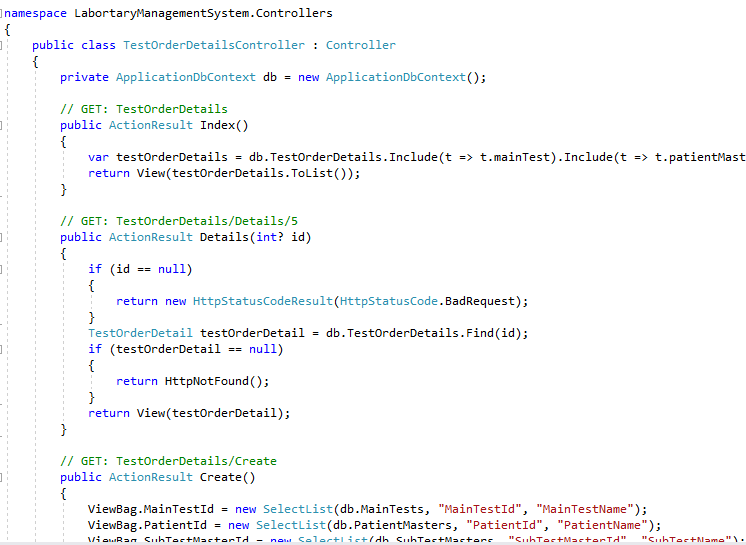 namespace LabortaryManagementSystem.Controllers
{
public class TestOrderDetailsController : Controller
{
private ApplicationDbContext db = new ApplicationDbContext();
// GET: TestOrderDetails
public ActionResult Index()
{
var testOrderDetails = db.TestOrderDetails.Include(t => t.mainTest).Include(t => t.patientMast
return View(testOrderDetails.ToList());
}
// GET: TestOrderDetails/Details/5
public ActionResult Details(int? id)
{
if (id == null)
{
return new HttpStatusCodeResult(HttpStatusCode.BadRequest);
}
TestOrderDetail testOrderDetail = db.TestOrderDetails.Find(id);
if (testOrderDetail == null)
{
return HttpNotFound();
}
return View(testOrderDetail);
}
// GET: TestOrderDetails/Create
public ActionResult Create()
{
ViewBag.MainTestId = new SelectList(db.MainTests, "MainTestId", "MainTestName");
ViewBag.PatientId = new SelectList(db.PatientMasters, "PatientId", "PatientName");
ViewBag.SubTestMasterId = new SelectList(db.SubTestMasters, "SubTestMasterId", "SubTestName");